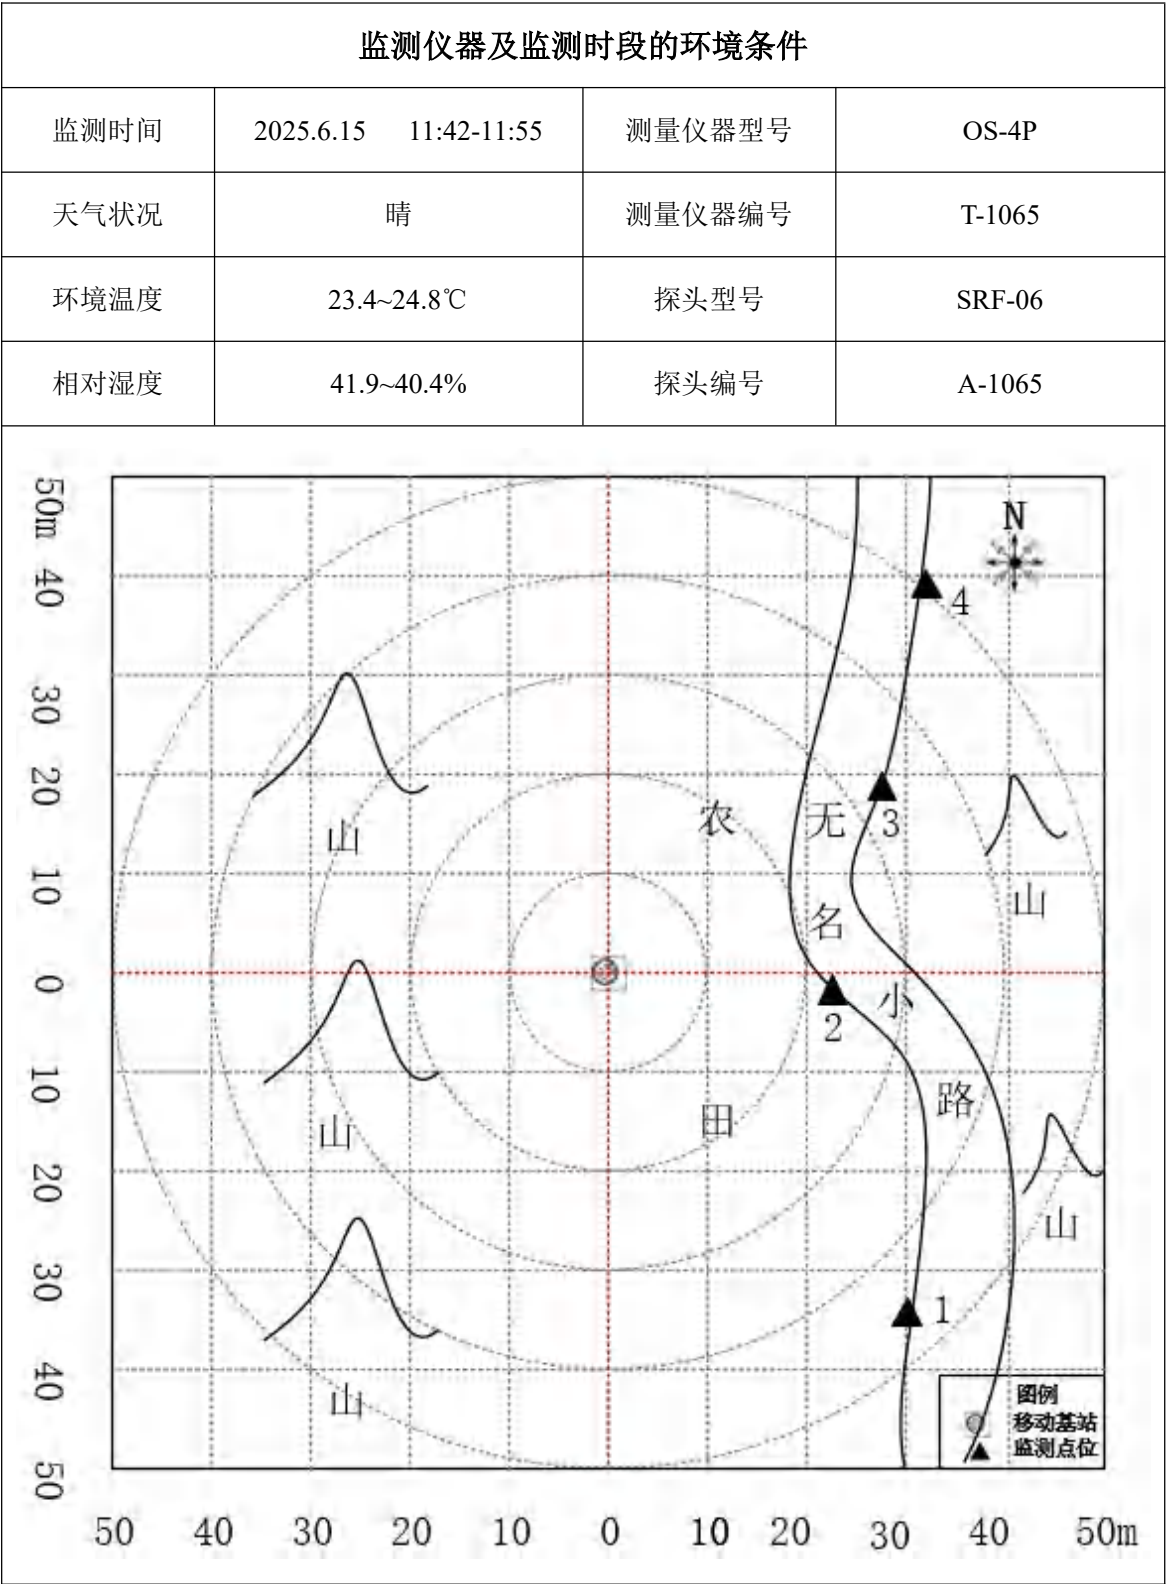 监测仪器及监测时段的环境条件
监测时间 2025.6.15 11:42-11:55 测量仪器型号 OS-4P
天气状况 晴 测量仪器编号 T-1065
环境温度 23.4~24.8℃ 探头型号 SRF-06
相对湿度 41.9~40.4% 探头编号 A-1065
50m
40
30
20
10
0
10
20
30
40
50
N
4
山
农
无
3
山
名
小
2
山
田
路
山
1
山
图例
移动基站
监测点位
50 40 30 20 10 0 10 20 30 40 50m